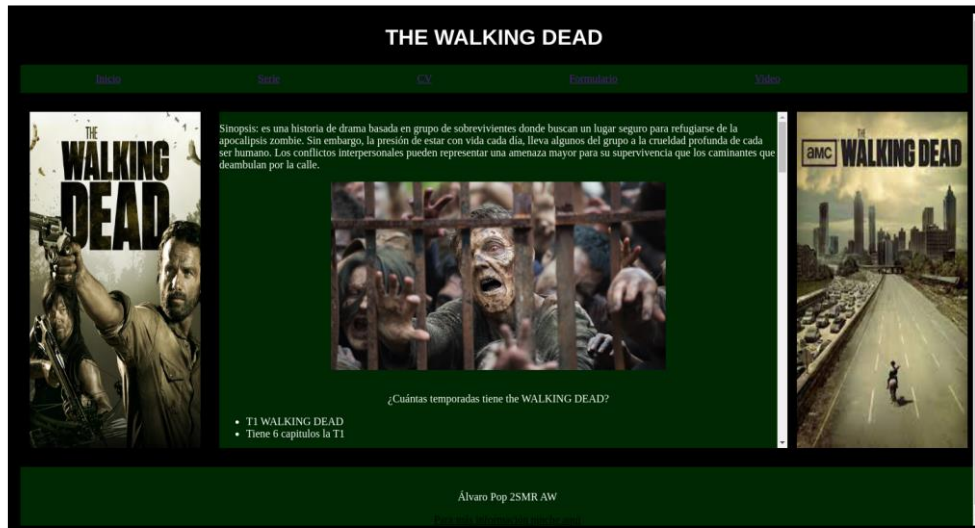 THE WALKING DEAD
Inicio Serie CV Formulario Video
THE
WALKING
DEAD
Sinopsis: es una historia de drama basada en grupo de sobrevivientes donde buscan un lugar seguro para refugiarse de la
apocalipsis zombie. Sin embargo, la presión de estar con vida cada día, lleva algunos del grupo a la crueldad profunda de cada
ser humano. Los conflictos interpersonales pueden representar una amenaza mayor para su supervivencia que los caminantes que
deambulan por la calle.
¿Cuántas temporadas tiene the WALKING DEAD?
T1 WALKING DEAD
Tiene 6 capitulos la T1
THE
amc WALKING DEAD
Álvaro Pop 2SMR AW